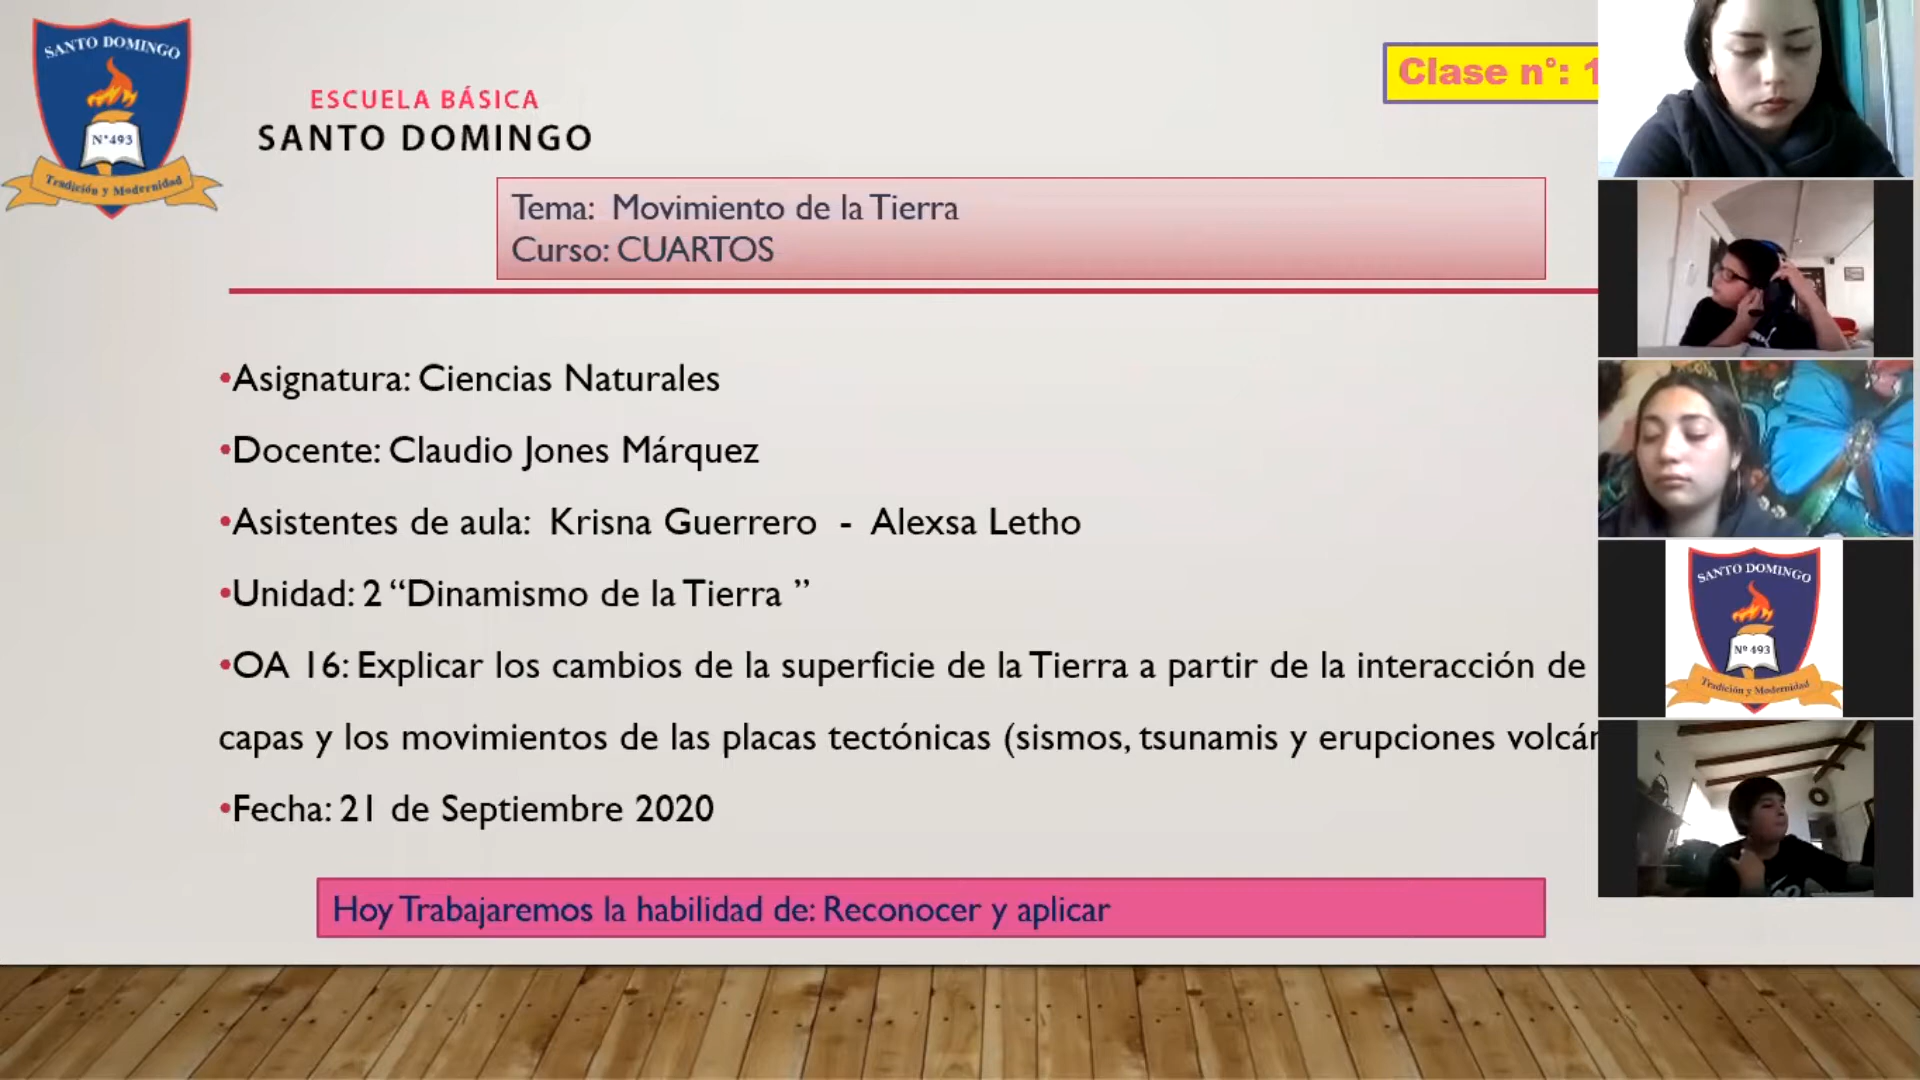 SANTO DOMINGO
N°493
Tradición y Modernidad
ESCUELA BÁSICA
SANTO DOMINGO
Clase n°: 1
Tema: Movimiento de la Tierra
Curso: CUARTOS
•Asignatura: Ciencias Naturales
•Docente: Claudio Jones Márquez
•Asistentes de aula: Krisna Guerrero - Alexsa Letho
•Unidad: 2 “Dinamismo de la Tierra ”
•OA 16: Explicar los cambios de la superficie de la Tierra a partir de la interacción de
capas y los movimientos de las placas tectónicas (sismos, tsunamis y erupciones
•Fecha: 21 de Septiembre 2020
Hoy Trabajaremos la habilidad de: Reconocer y aplicar
SANTO DOMINGO
Nº 493
Tradición y Modernidad